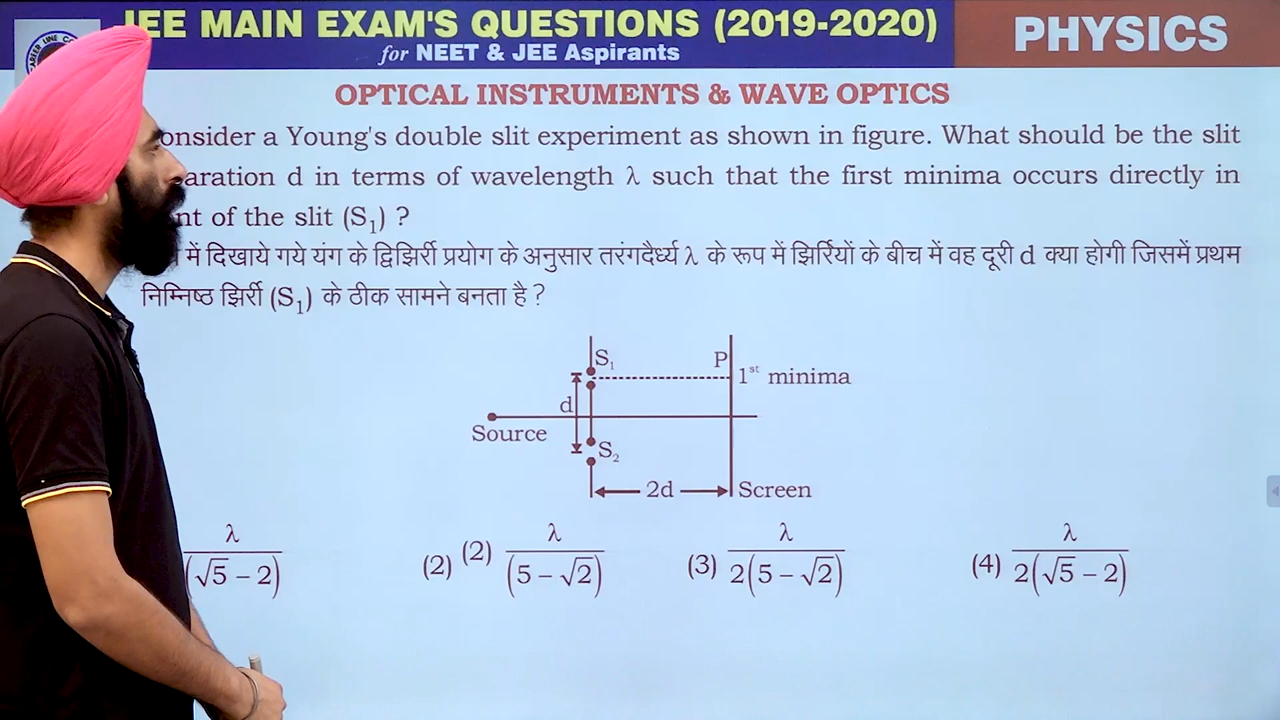 JEE MAIN EXAM'S QUESTIONS (2019-2020)
for NEET & JEE Aspirants
PHYSICS
OPTICAL INSTRUMENTS & WAVE OPTICS
onsider a Young's double slit experiment as shown in figure. What should be the slit
aration d in terms of wavelength λ such that the first minima occurs directly in
nt of the slit (S₁) ?
में दिखाये गये यंग के द्विझिर्री प्रयोग के अनुसार तरंगदैर्ध्य λ के रूप में झिर्रियों के बीच में वह दूरी d क्या होगी जिसमें प्रथम
निम्निष्ठ झिर्री (S₁) के ठीक सामने बनता है ?
S₁
P
1ˢᵗ minima
d
Source
S₂
2d
Screen
λ/(√5 – 2)
(2) (2) λ/(5 – √2)
(3) λ/2(5 – √2)
(4) λ/2(√5 – 2)